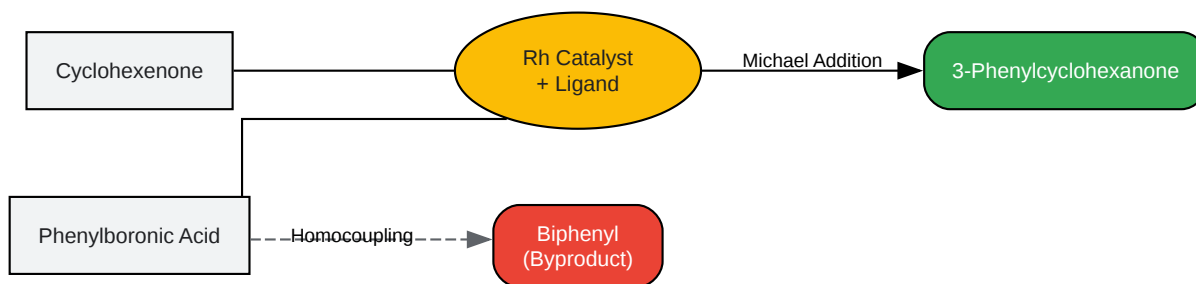 Cyclohexenone
Rh Catalyst
+ Ligand
Michael Addition
3-Phenylcyclohexanone
Phenylboronic Acid
Homocoupling
Biphenyl
(Byproduct)